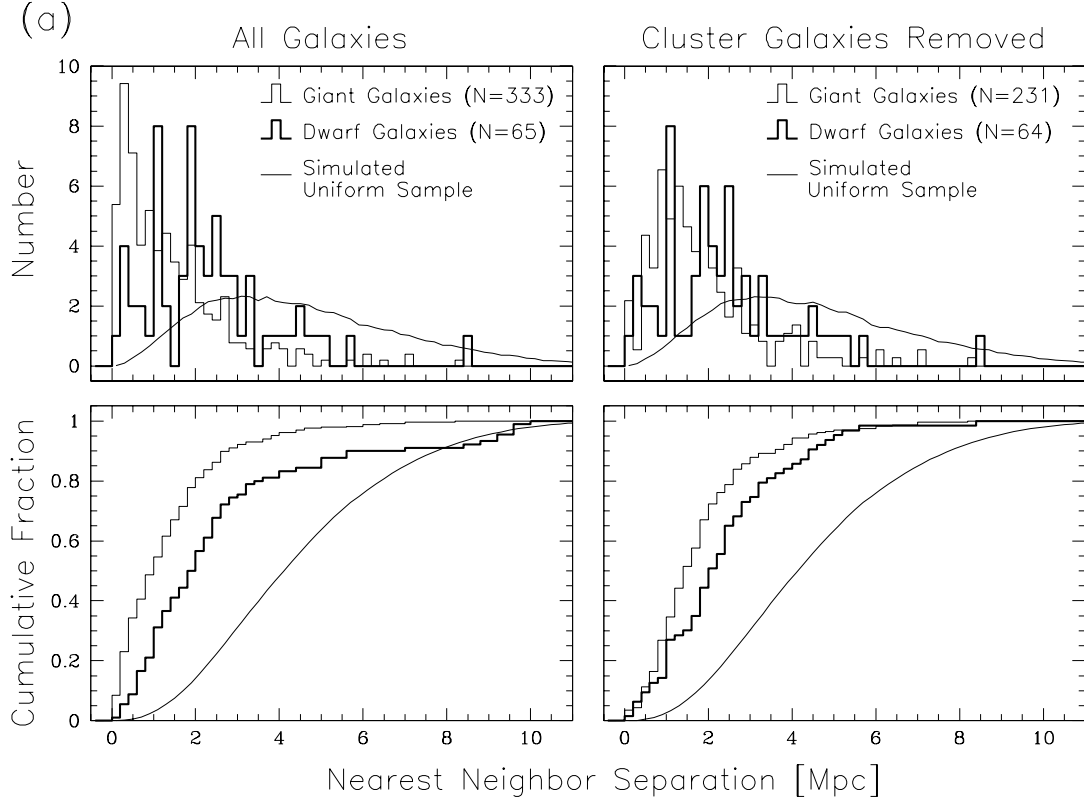 (a)
All Galaxies
Cluster Galaxies Removed
10
8
6
4
2
0
Number
Giant Galaxies (N=333)
Dwarf Galaxies (N=65)
Simulated
Uniform Sample
Giant Galaxies (N=231)
Dwarf Galaxies (N=64)
Simulated
Uniform Sample
1
0.8
0.6
0.4
0.2
0
Cumulative Fraction
0 2 4 6 8 10
0 2 4 6 8 10
Nearest Neighbor Separation [Mpc]